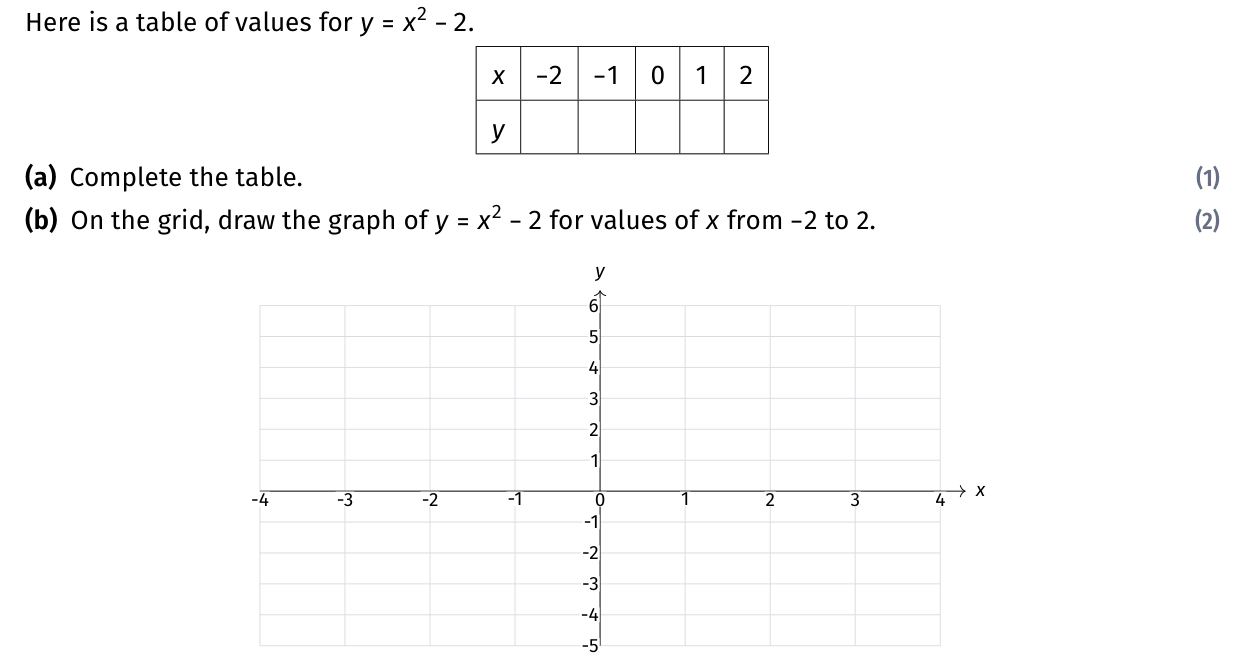 Here is a table of values for y = x² − 2.
x −2 −1 0 1 2
y
(a) Complete the table. (1)
(b) On the grid, draw the graph of y = x² − 2 for values of x from −2 to 2. (2)
y
6
5
4
3
2
1
-4 -3 -2 -1 0 1 2 3 4 x
-1
-2
-3
-4
-5